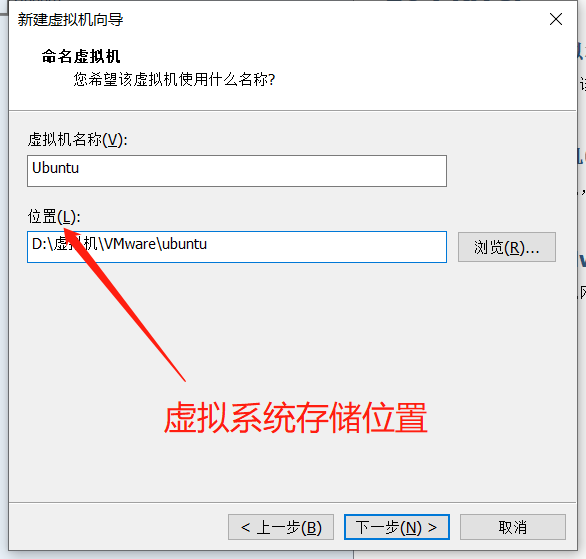 新建虚拟机向导
命名虚拟机
您希望该虚拟机使用什么名称?
虚拟机名称(V):
Ubuntu
位置(L):
D:\虚拟机\VMware\ubuntu
浏览(R)...
虚拟系统存储位置
< 上一步(B)
下一步(N) >
取消